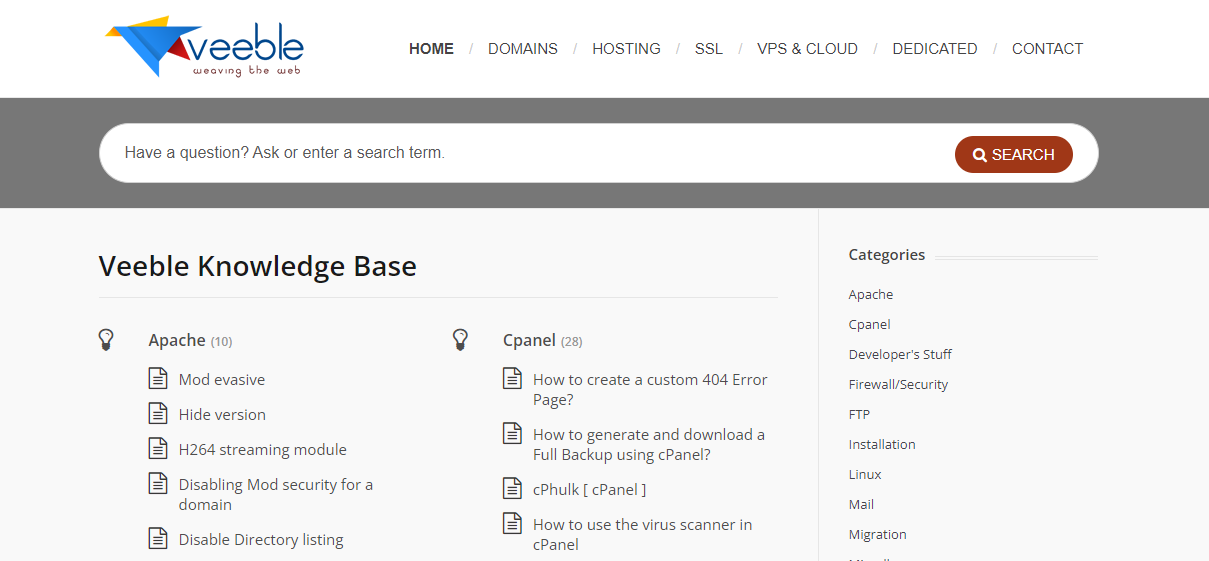 veeble
weaving the web
HOME / DOMAINS / HOSTING / SSL / VPS & CLOUD / DEDICATED / CONTACT
Have a question? Ask or enter a search term.
SEARCH
Veeble Knowledge Base
Apache (10)
Mod evasive
Hide version
H264 streaming module
Disabling Mod security for a
domain
Disable Directory listing
Cpanel (28)
How to create a custom 404 Error
Page?
How to generate and download a
Full Backup using cPanel?
cPhulk [ cPanel ]
How to use the virus scanner in
cPanel
Categories
Apache
Cpanel
Developer's Stuff
Firewall/Security
FTP
Installation
Linux
Mail
Migration